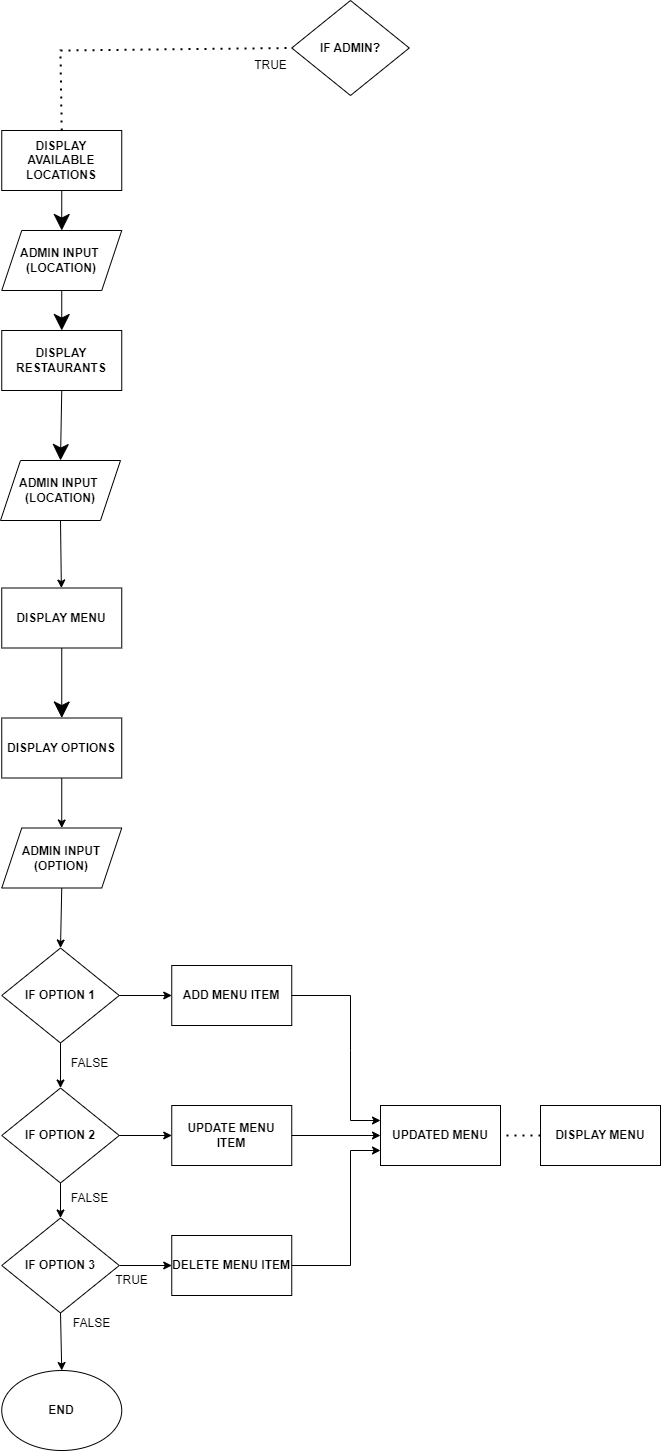 IF ADMIN?
TRUE
DISPLAY
AVAILABLE
LOCATIONS
ADMIN INPUT
(LOCATION)
DISPLAY
RESTAURANTS
ADMIN INPUT
(LOCATION)
DISPLAY MENU
DISPLAY OPTIONS
ADMIN INPUT
(OPTION)
IF OPTION 1
ADD MENU ITEM
FALSE
IF OPTION 2
UPDATE MENU
ITEM
UPDATED MENU
DISPLAY MENU
FALSE
IF OPTION 3
TRUE
DELETE MENU ITEM
FALSE
END